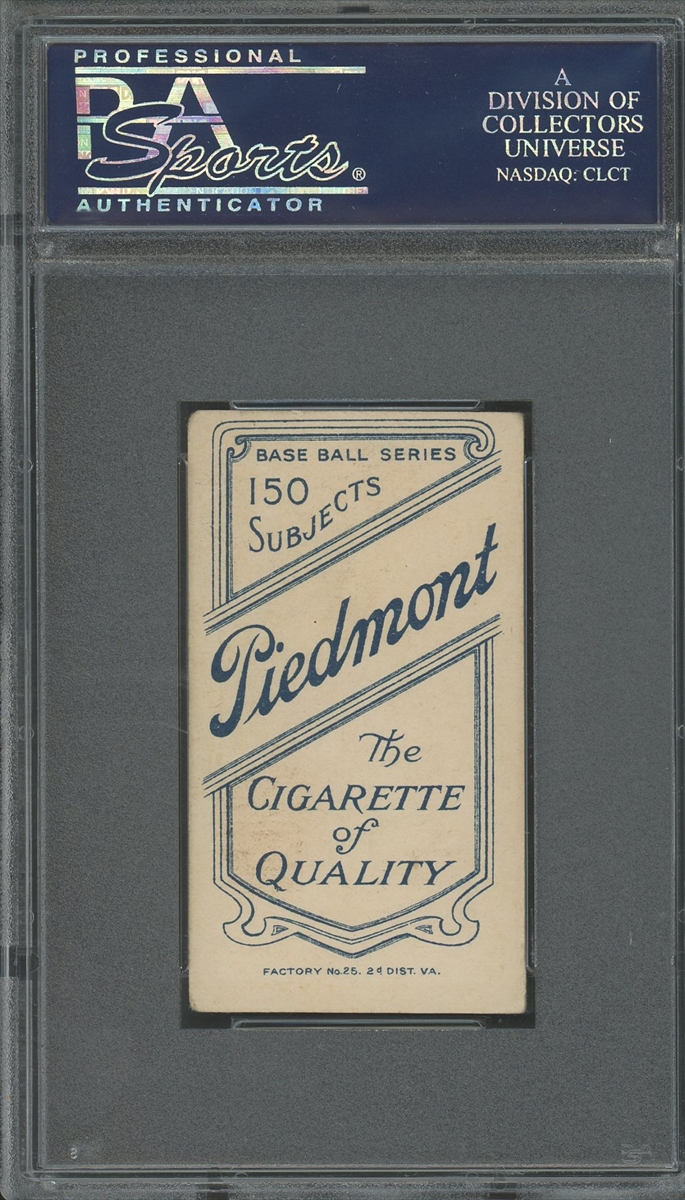 PROFESSIONAL
PSA
Sports®
AUTHENTICATOR
A
DIVISION OF
COLLECTORS
UNIVERSE
NASDAQ: CLCT
BASE BALL SERIES
150
SUBJECTS
Piedmont
The
CIGARETTE
of
QUALITY
FACTORY No.25. 2d DIST. VA.